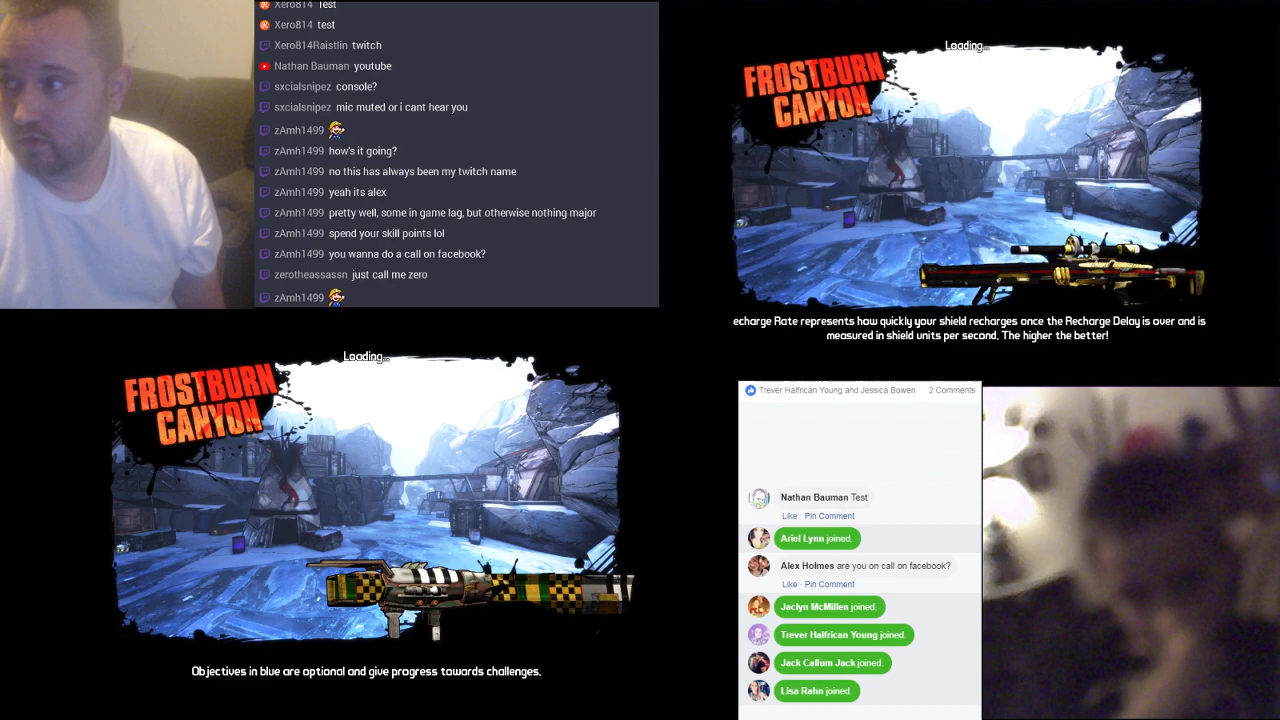 Xero814 Test
Xero814 test
Xero814Raistlin twitch
Nathan Bauman youtube
sxcialsnipez console?
sxcialsnipez mic muted or i cant hear you
zAmh1499
zAmh1499 how's it going?
zAmh1499 no this has always been my twitch name
zAmh1499 yeah its alex
zAmh1499 pretty well, some in game lag, but otherwise nothing major
zAmh1499 spend your skill points lol
zAmh1499 you wanna do a call on facebook?
zerotheassassn just call me zero
zAmh1499
Loading...
FROSTBURN
CANYON
echarge Rate represents how quickly your shield recharges once the Recharge Delay is over and is
measured in shield units per second. The higher the better!
Loading...
FROSTBURN
CANYON
Objectives in blue are optional and give progress towards challenges.
Trever Halfrican Young and Jessica Bowen 2 Comments
Nathan Bauman Test
Like · Pin Comment
Ariel Lynn joined.
Alex Holmes are you on call on facebook?
Like · Pin Comment
Jaclyn McMillen joined.
Trever Halfrican Young joined.
Jack Callum Jack joined.
Lisa Rahn joined.